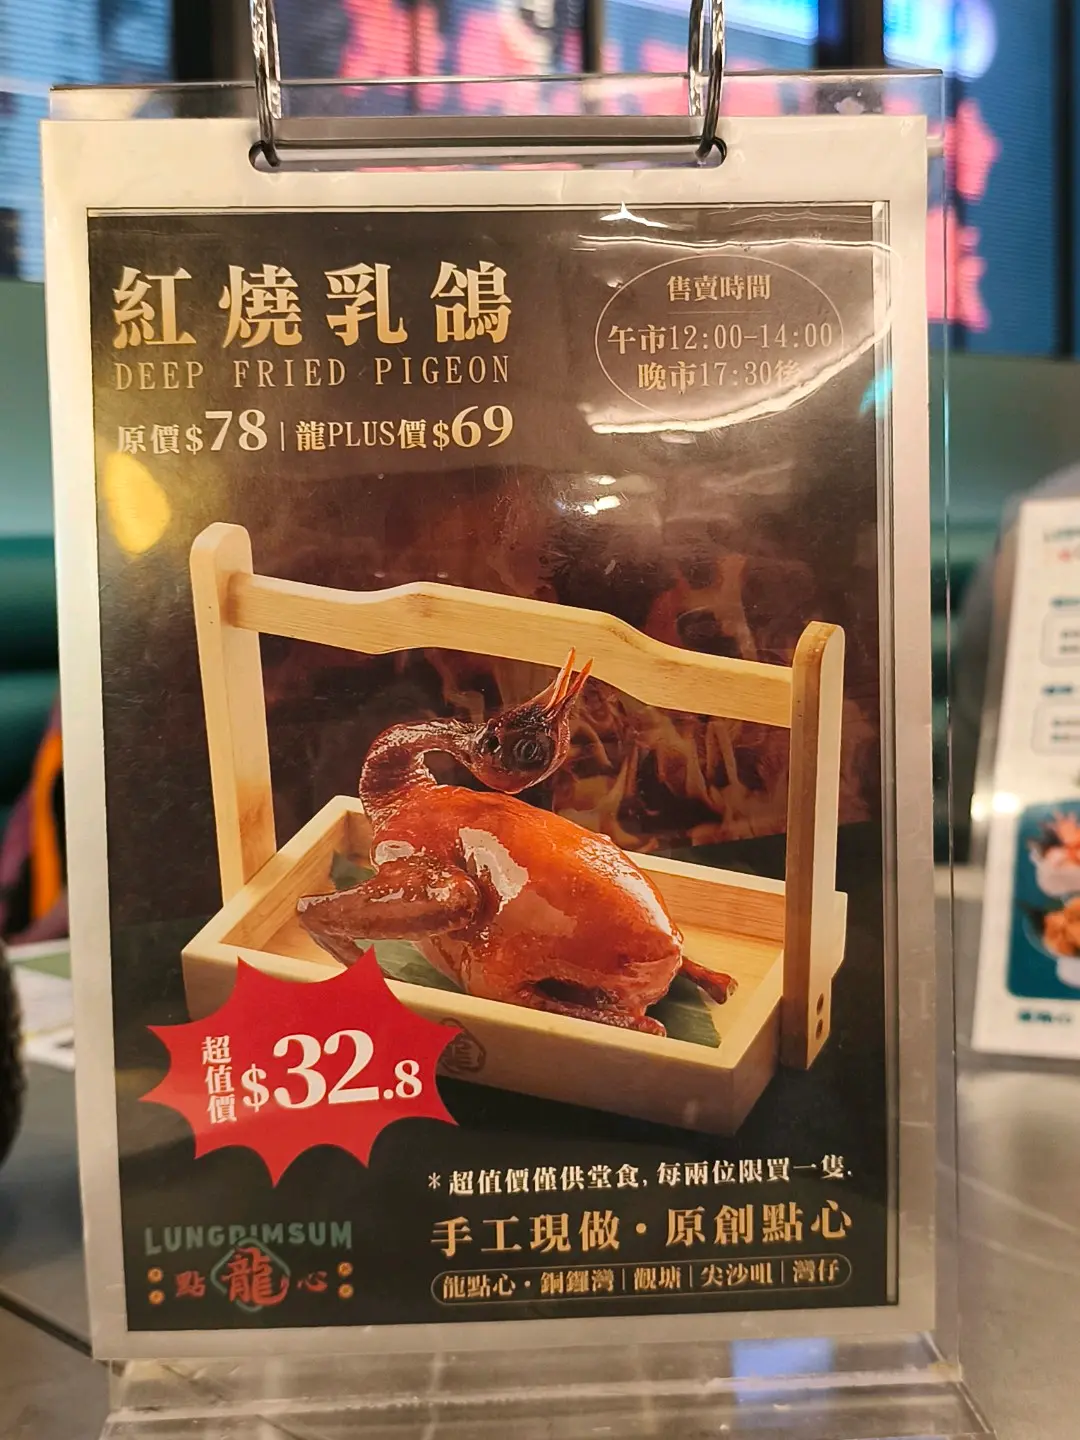 紅燒乳鴿
DEEP FRIED PIGEON
原價$78 | 龍PLUS價$69
售賣時間
午市12:00-14:00
晚市17:30後
超值價$32.8
*超值價僅供堂食,每兩位限買一隻.
手工現做·原創點心
龍點心·銅鑼灣|觀塘|尖沙咀|灣仔
LUNGDIMSUM
點龍心